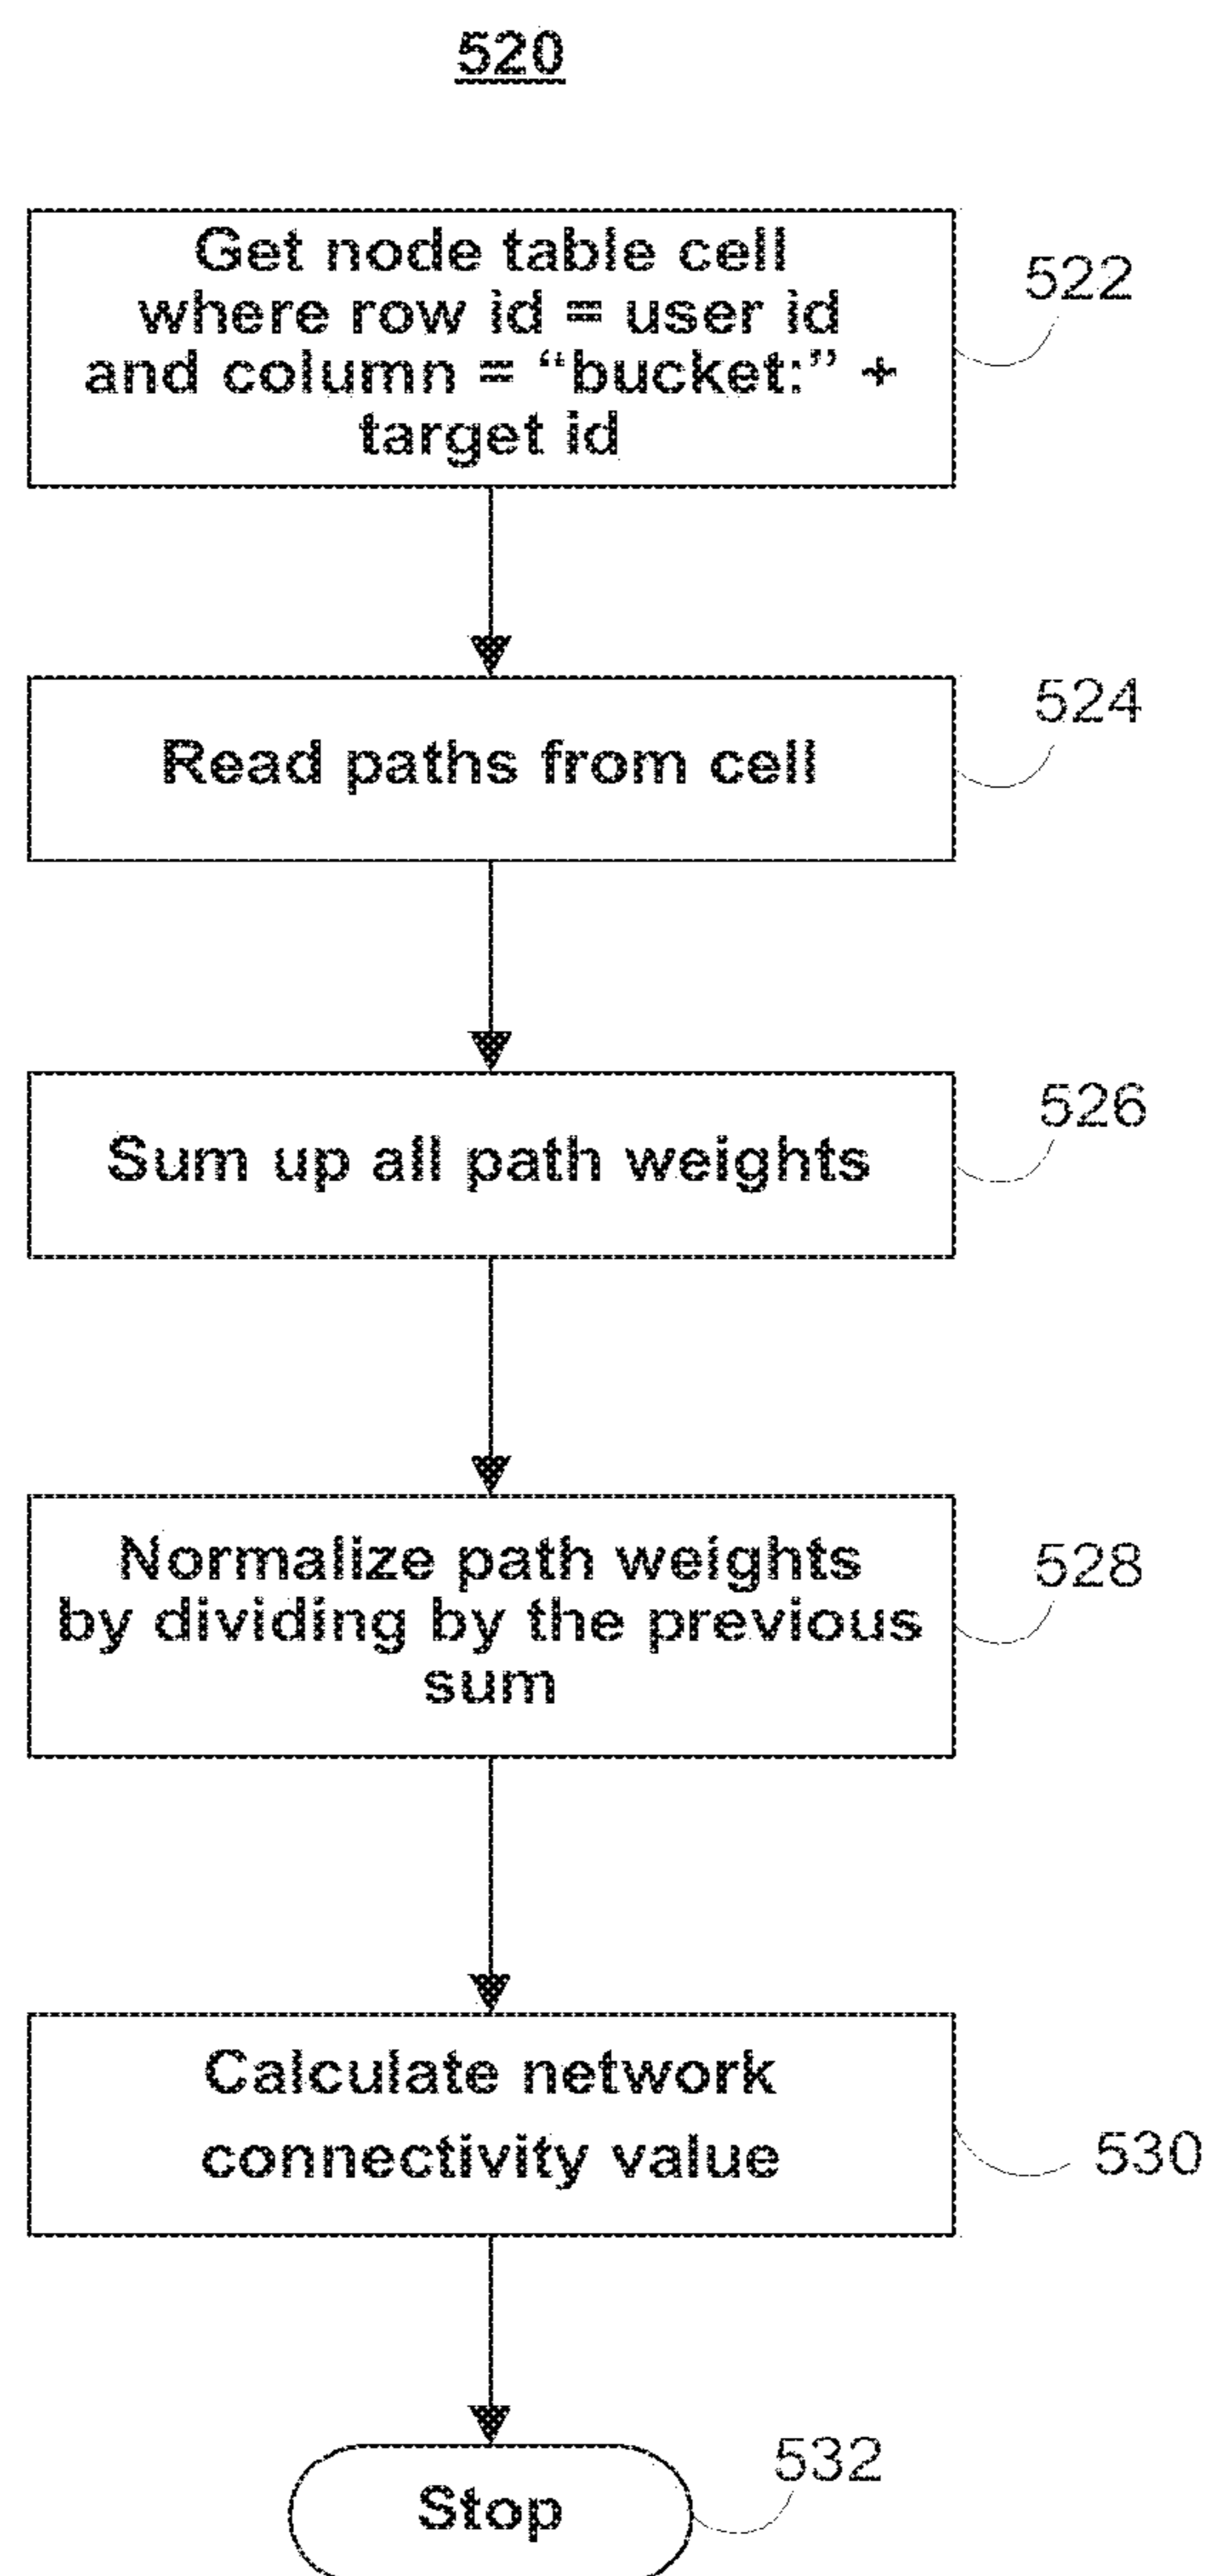 520
Get node table cell
where row id = user id
and column = “bucket:” +
target id
522
Read paths from cell
524
Sum up all path weights
526
Normalize path weights
by dividing by the previous
sum
528
Calculate network
connectivity value
530
Stop
532